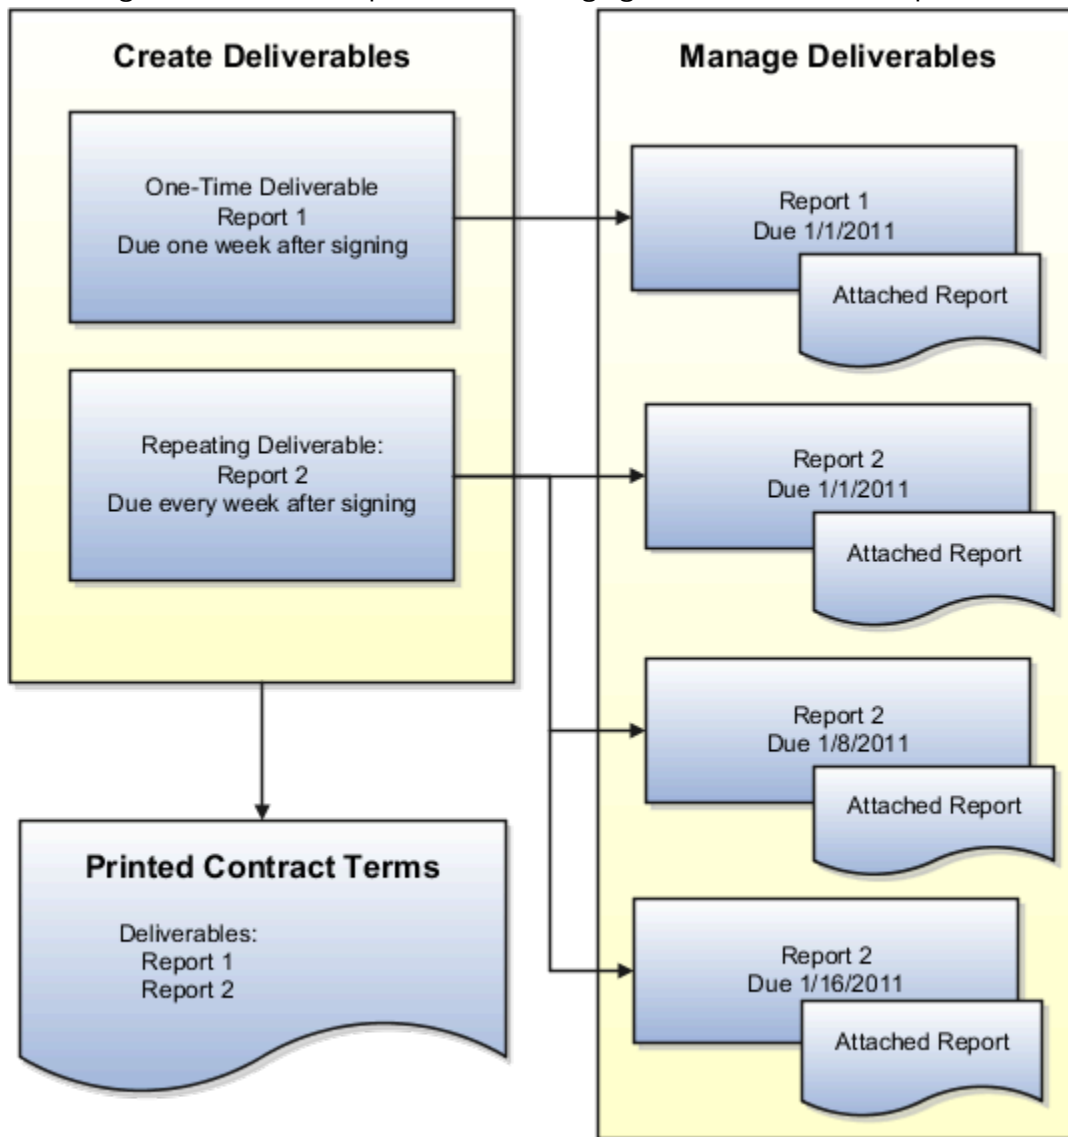 Create Deliverables
One-Time Deliverable
Report 1
Due one week after signing
Repeating Deliverable:
Report 2
Due every week after signing
Printed Contract Terms
Deliverables:
Report 1
Report 2
Manage Deliverables
Report 1
Due 1/1/2011
Attached Report
Report 2
Due 1/1/2011
Attached Report
Report 2
Due 1/8/2011
Attached Report
Report 2
Due 1/16/2011
Attached Report